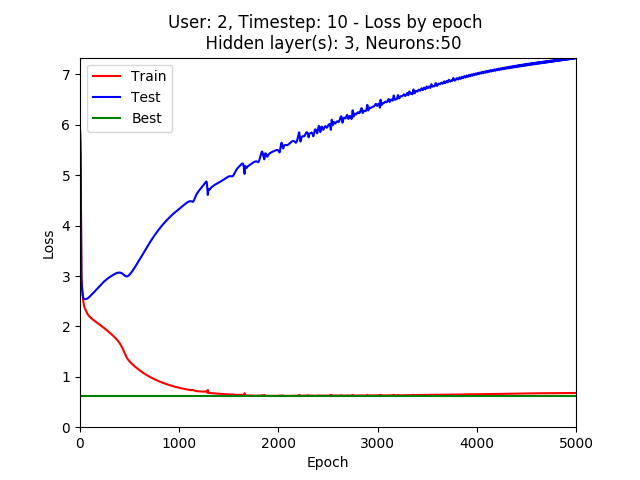 User: 2, Timestep: 10 - Loss by epoch
Hidden layer(s): 3, Neurons:50
Train
Test
Best
Loss
7
6
5
4
3
2
1
0
0 1000 2000 3000 4000 5000
Epoch